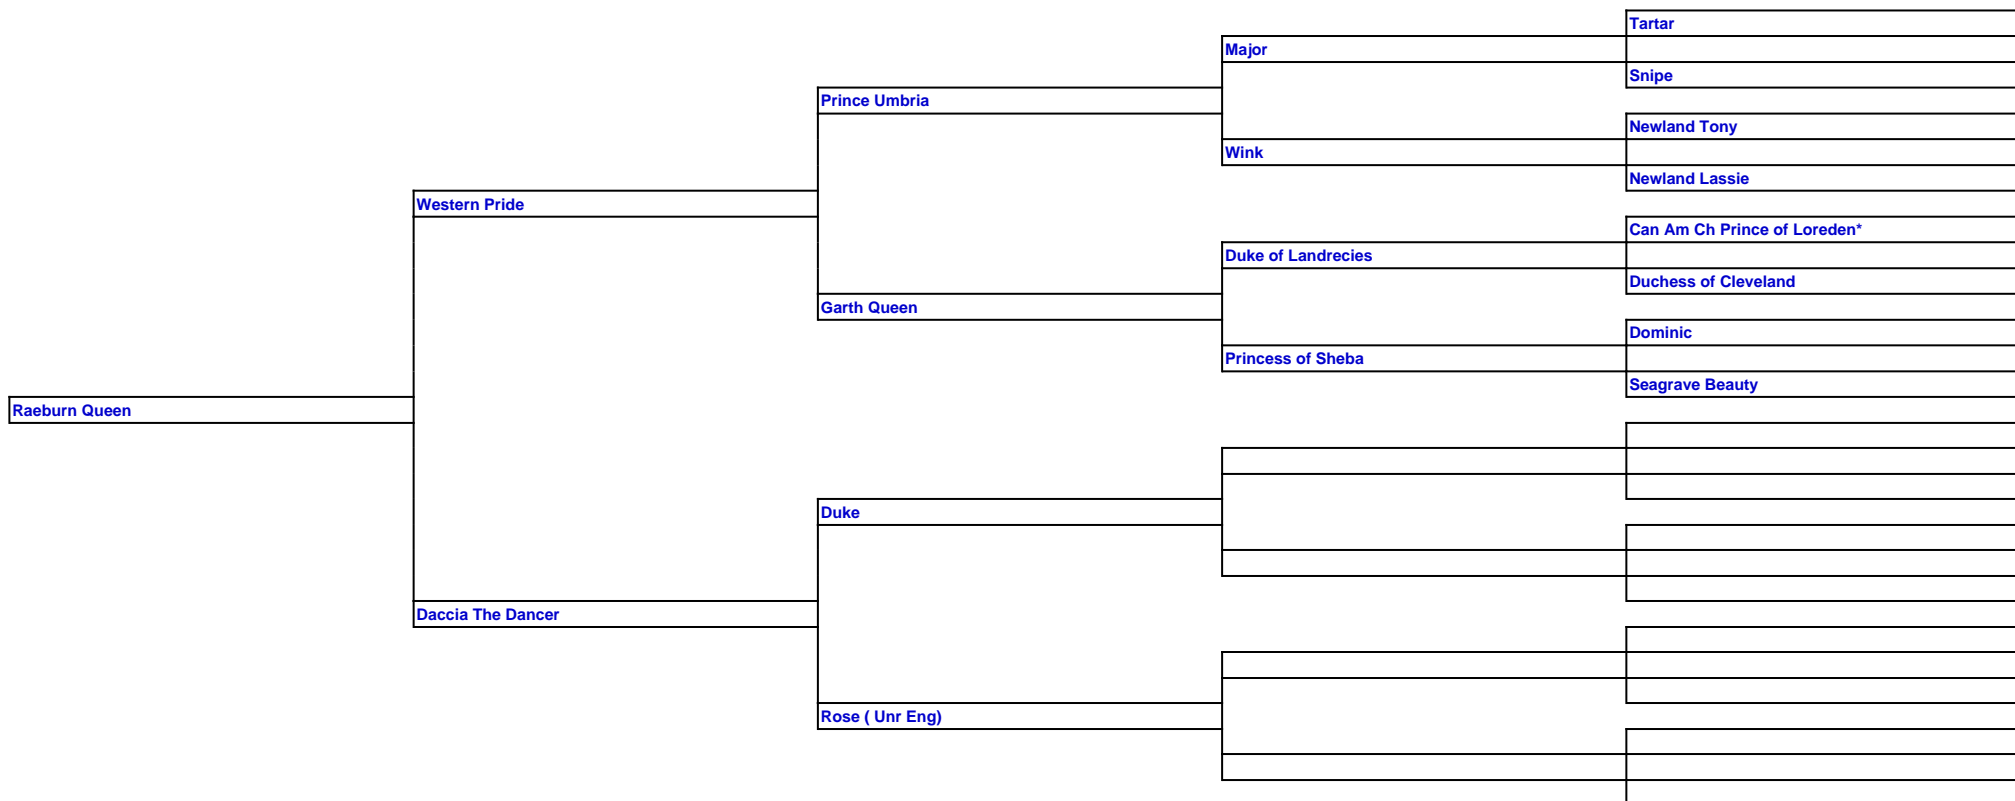 Tartar
Major
Snipe
Prince Umbria
Newland Tony
Wink
Newland Lassie
Western Pride
Can Am Ch Prince of Loreden*
Duke of Landrecies
Duchess of Cleveland
Garth Queen
Dominic
Princess of Sheba
Seagrave Beauty
Raeburn Queen
Duke
Daccia The Dancer
Rose ( Unr Eng)